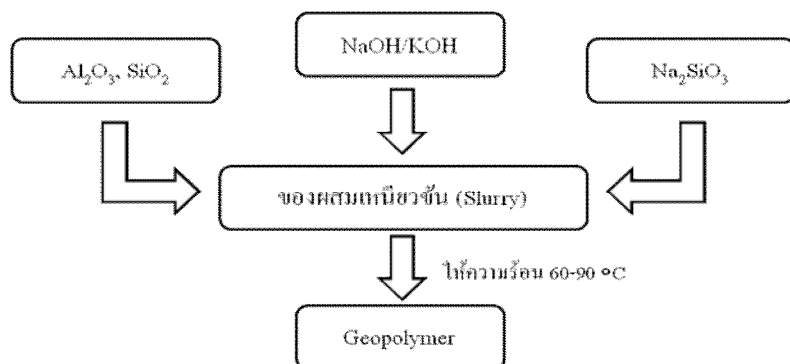 NaOH/KOH
Al₂O₃, SiO₂
Na₂SiO₃
ของผสมเหนียวข้น (Slurry)
ให้ความร้อน 60-90 °C
Geopolymer